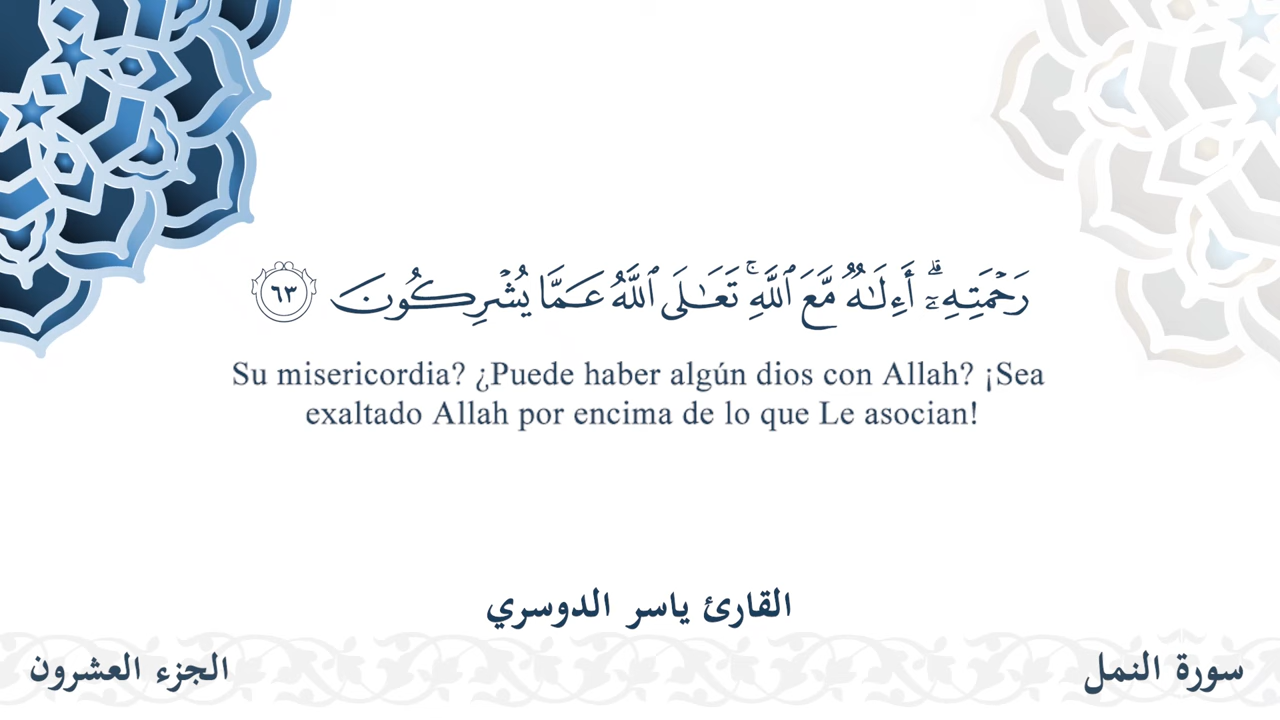 رَحْمَتِهِۦٓۗ أَءِلَـٰهٌ مَّعَ ٱللَّهِۚ تَعَـٰلَى ٱللَّهُ عَمَّا يُشْرِكُونَ ٦٣
Su misericordia? ¿Puede haber algún dios con Allah? ¡Sea
exaltado Allah por encima de lo que Le asocian!
القارئ ياسر الدوسري
سورة النمل
الجزء العشرون